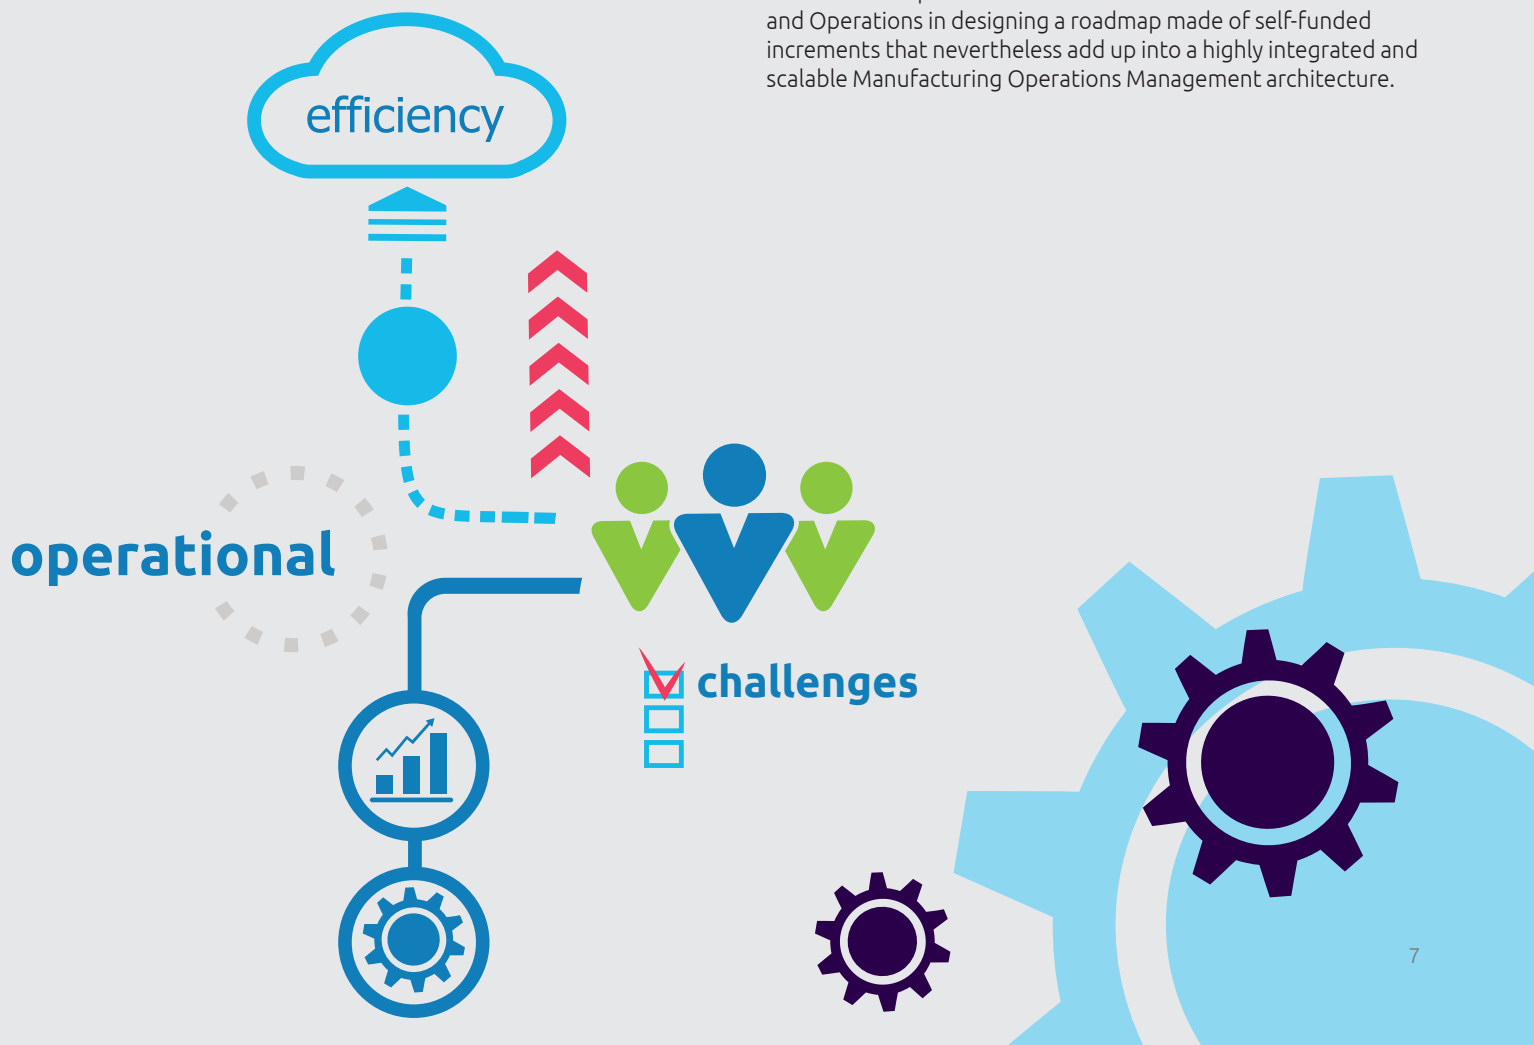 and Operations in designing a roadmap made of self-funded
increments that nevertheless add up into a highly integrated and
scalable Manufacturing Operations Management architecture.
efficiency
operational
challenges
7